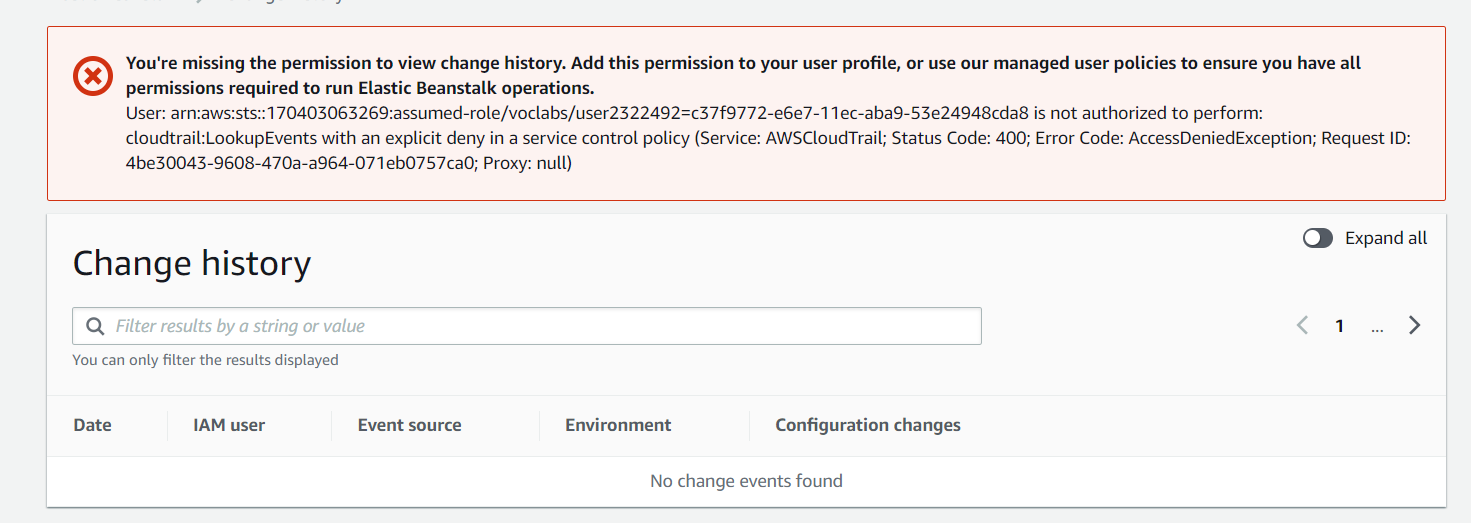 You're missing the permission to view change history. Add this permission to your user profile, or use our managed user policies to ensure you have all
permissions required to run Elastic Beanstalk operations.
User: arn:aws:sts::170403063269:assumed-role/voclabs/user2322492=c37f9772-e6e7-11ec-aba9-53e24948cda8 is not authorized to perform:
cloudtrail:LookupEvents with an explicit deny in a service control policy (Service: AWSCloudTrail; Status Code: 400; Error Code: AccessDeniedException; Request ID:
4be30043-9608-470a-a964-071eb0757ca0; Proxy: null)
Expand all
Change history
Filter results by a string or value
1 ...
You can only filter the results displayed
Date IAM user Event source Environment Configuration changes
No change events found